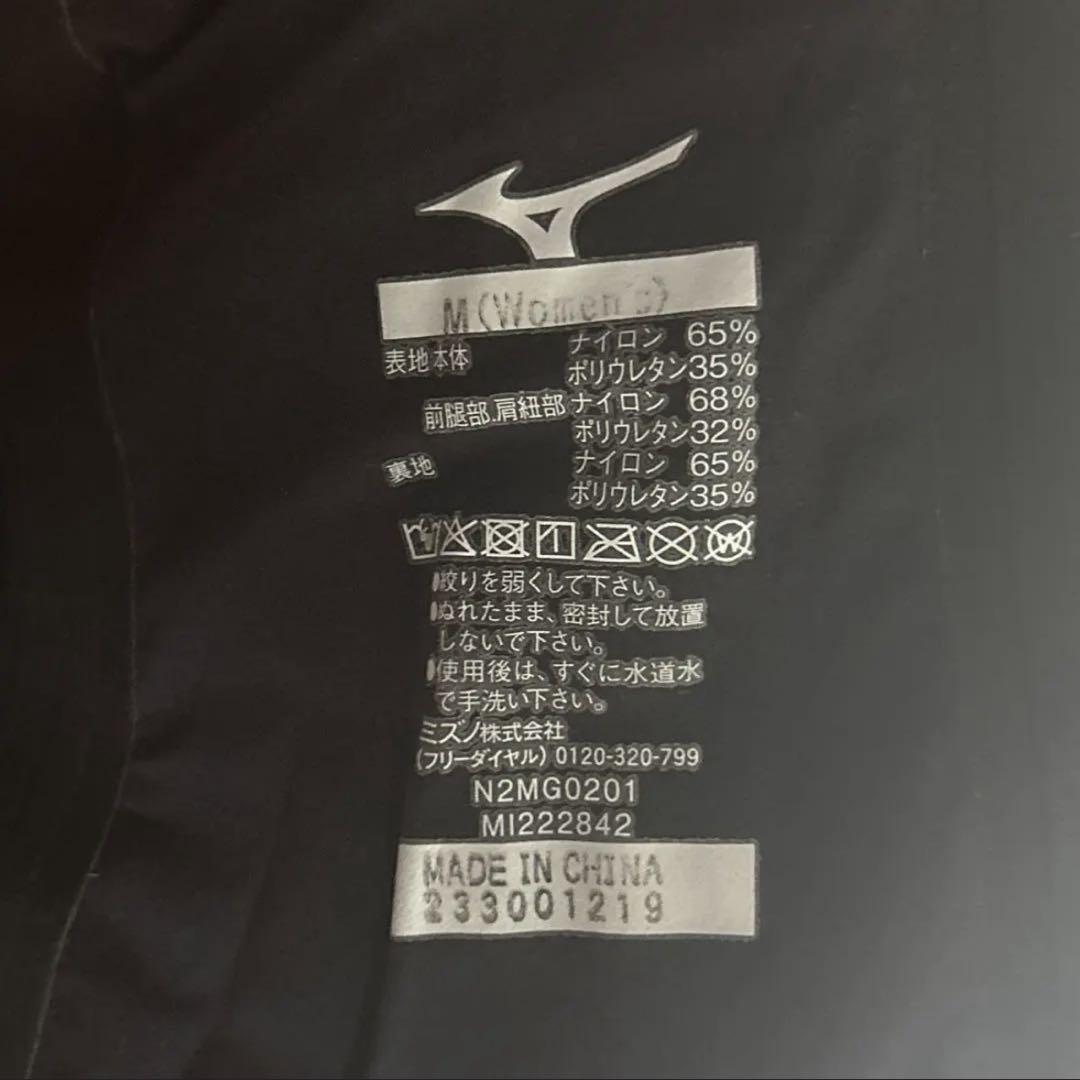 M(Women's)
表地 本体 ナイロン 65%
ポリウレタン35%
前腿部.肩紐部 ナイロン 68%
ポリウレタン32%
裏地 ナイロン 65%
ポリウレタン35%
W
●絞りを弱くして下さい。
●ぬれたまま、密封して放置
しないで下さい。
●使用後は、すぐに水道水
で手洗い下さい。
ミズノ株式会社
(フリーダイヤル) 0120-320-799
N2MG0201
MI222842
MADE IN CHINA
233001219